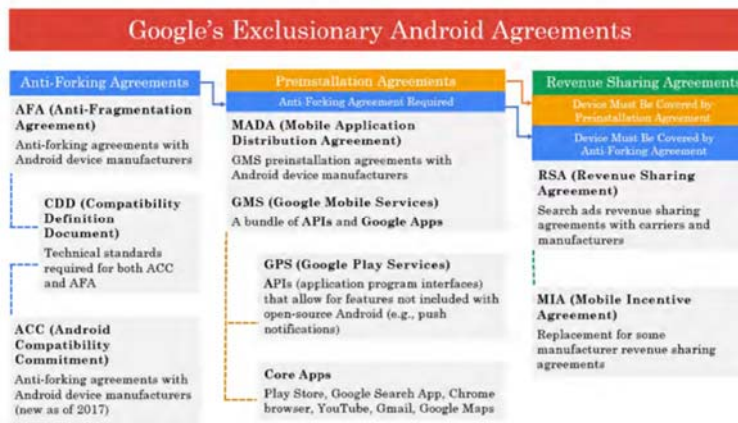 Google's Exclusionary Android Agreements
Anti-Forking Agreements
AFA (Anti-Fragmentation
Agreement)
Anti-forking agreements with
Android device manufacturers
CDD (Compatibility
Definition
Document)
Technical standards
required for both ACC
and AFA
ACC (Android
Compatibility
Commitment)
Anti-forking agreements with
Android device manufacturers
(new as of 2017)
Preinstallation Agreements
Anti-Forking Agreement Required
MADA (Mobile Application
Distribution Agreement)
GMS preinstallation agreements with
Android device manufacturers
GMS (Google Mobile Services)
A bundle of APIs and Google Apps
GPS (Google Play Services)
APIs (application program interfaces)
that allow for features not included with
open-source Android (e.g., push
notifications)
Core Apps
Play Store, Google Search App, Chrome
browser, YouTube, Gmail, Google Maps
Revenue Sharing Agreements
Device Must Be Covered by
Preinstallation Agreement
Device Must Be Covered by
Anti-Forking Agreement
RSA (Revenue Sharing
Agreement)
Search ads revenue sharing
agreements with carriers and
manufacturers
MIA (Mobile Incentive
Agreement)
Replacement for some
manufacturer revenue sharing
agreements